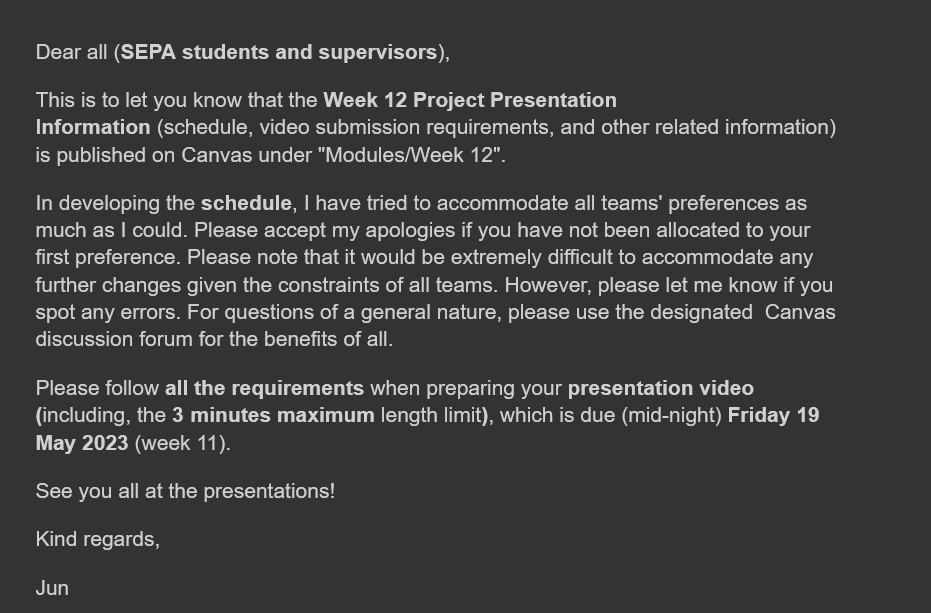 Dear all (SEPA students and supervisors),
This is to let you know that the Week 12 Project Presentation
Information (schedule, video submission requirements, and other related information)
is published on Canvas under "Modules/Week 12".
In developing the schedule, I have tried to accommodate all teams' preferences as
much as I could. Please accept my apologies if you have not been allocated to your
first preference. Please note that it would be extremely difficult to accommodate any
further changes given the constraints of all teams. However, please let me know if you
spot any errors. For questions of a general nature, please use the designated  Canvas
discussion forum for the benefits of all.
Please follow all the requirements when preparing your presentation video
(including, the 3 minutes maximum length limit), which is due (mid-night) Friday 19
May 2023 (week 11).
See you all at the presentations!
Kind regards,
Jun